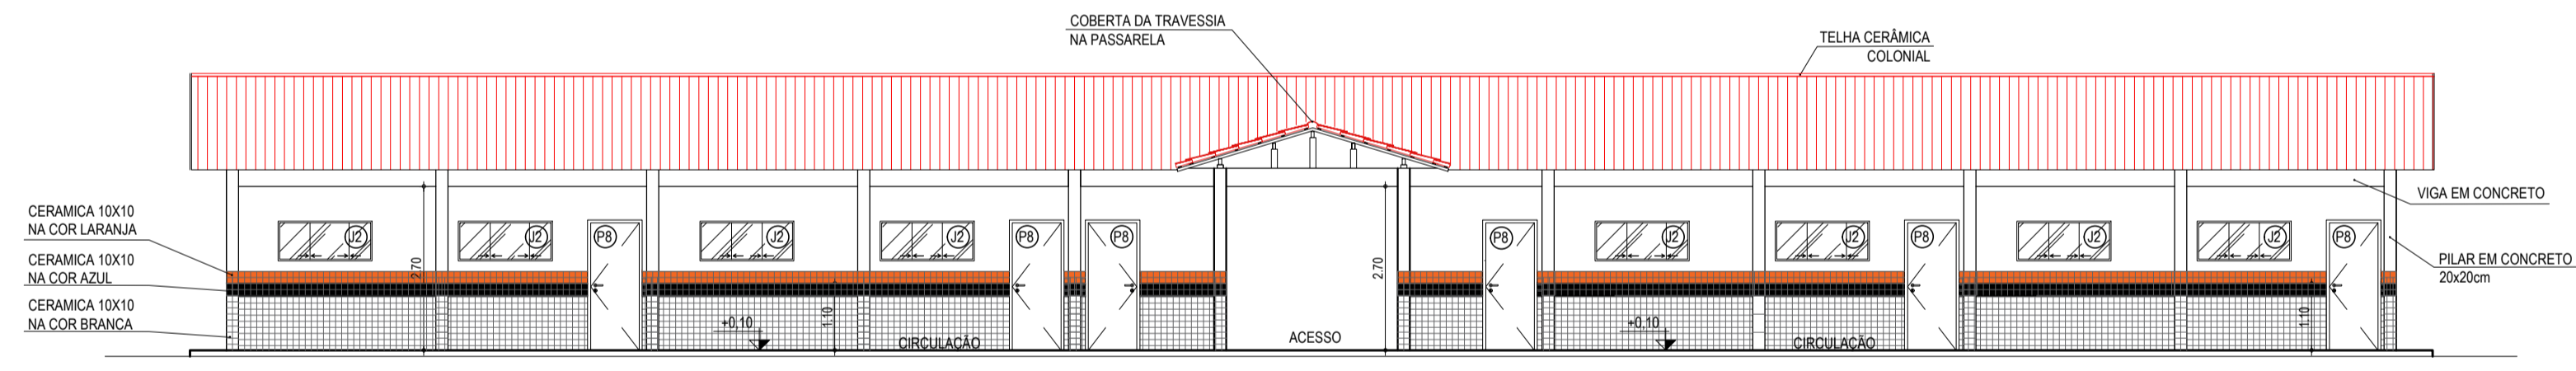 COBERTA DA TRAVESSIA
NA PASSARELA
TELHA CERÂMICA
COLONIAL
CERAMICA 10X10
NA COR LARANJA
CERAMICA 10X10
NA COR AZUL
CERAMICA 10X10
NA COR BRANCA
VIGA EM CONCRETO
PILAR EM CONCRETO
20x20cm
J2
J2
P8
J2
J2
P8
P8
P8
J2
J2
P8
J2
J2
P8
2.70
2.70
+0,10
1.10
CIRCULAÇÃO
ACESSO
+0,10
CIRCULAÇÃO
1.10